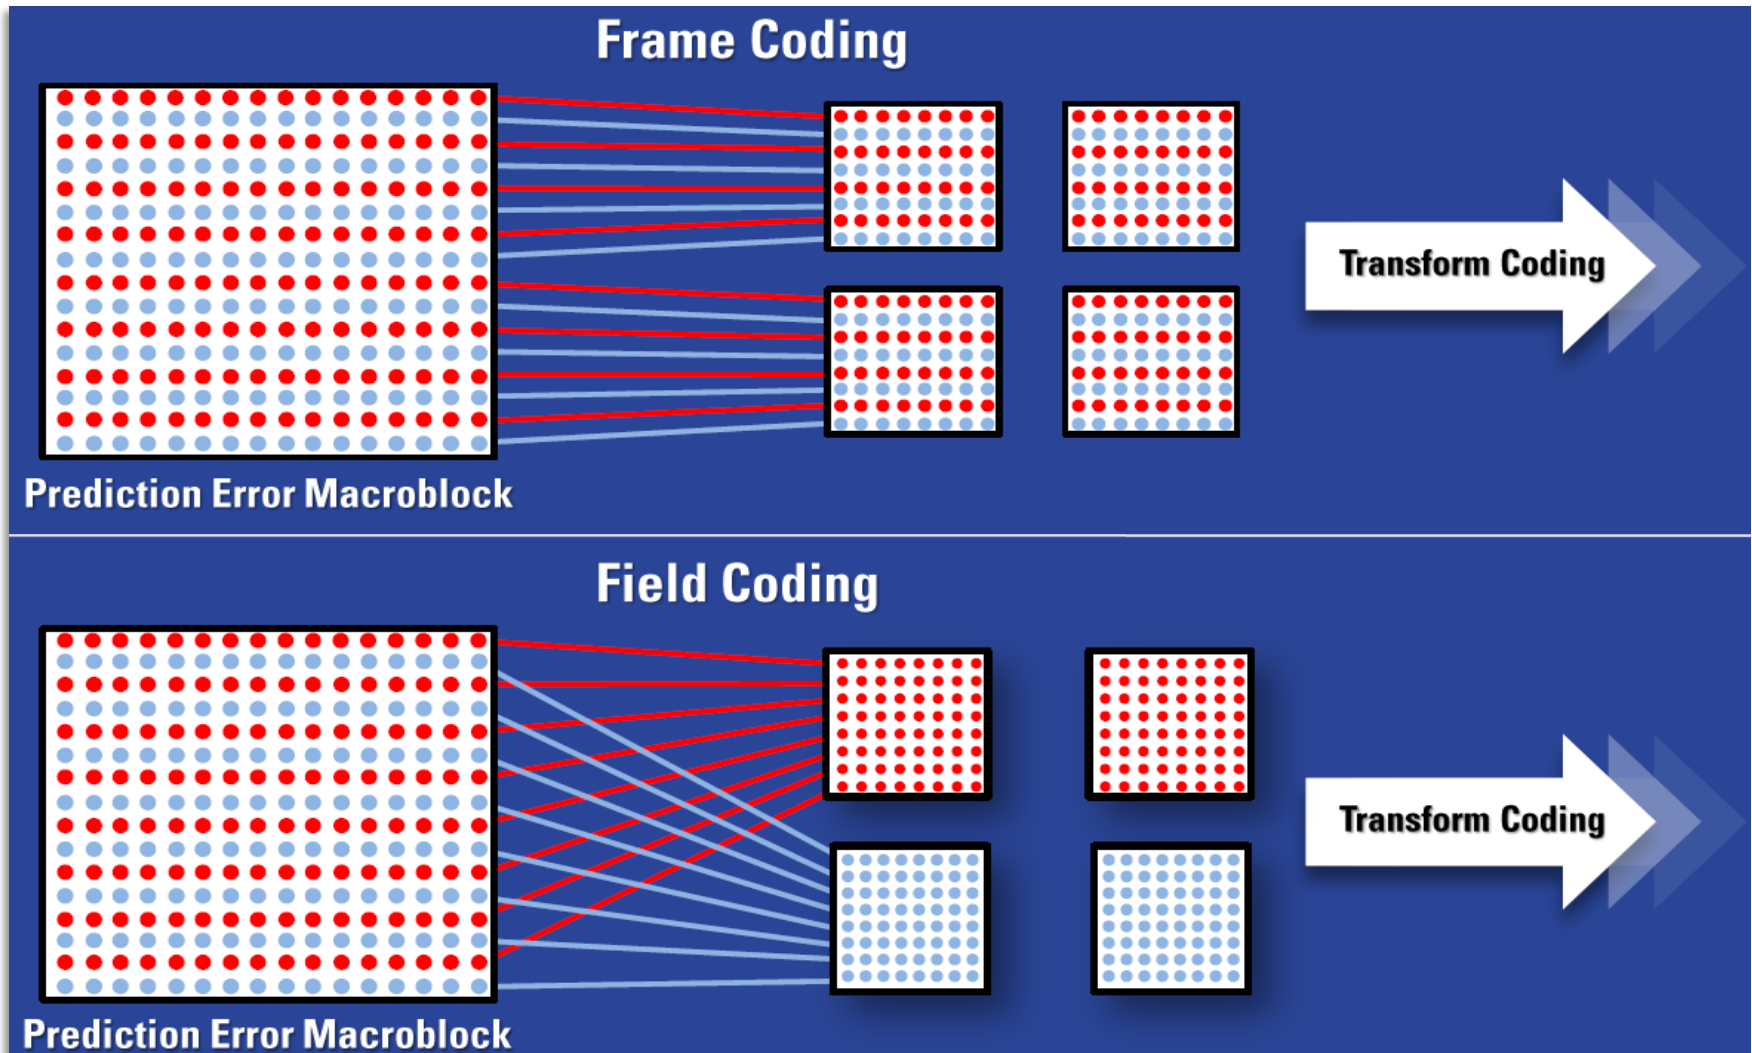 Frame Coding
Transform Coding
Prediction Error Macroblock
Field Coding
Transform Coding
Prediction Error Macroblock